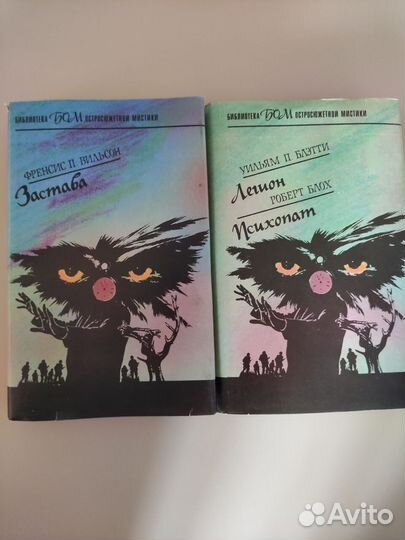 БИБЛИОТЕКА БОМ ОСТРОСЮЖЕТНОЙ МИСТИКИ
ФРЕНСИС П. ВИЛЬСОН
Застава
БИБЛИОТЕКА БОМ ОСТРОСЮЖЕТНОЙ МИСТИКИ
УИЛЬЯМ П. БЛЭТТИ
Легион
РОБЕРТ БЛОХ
Психопат
Avito